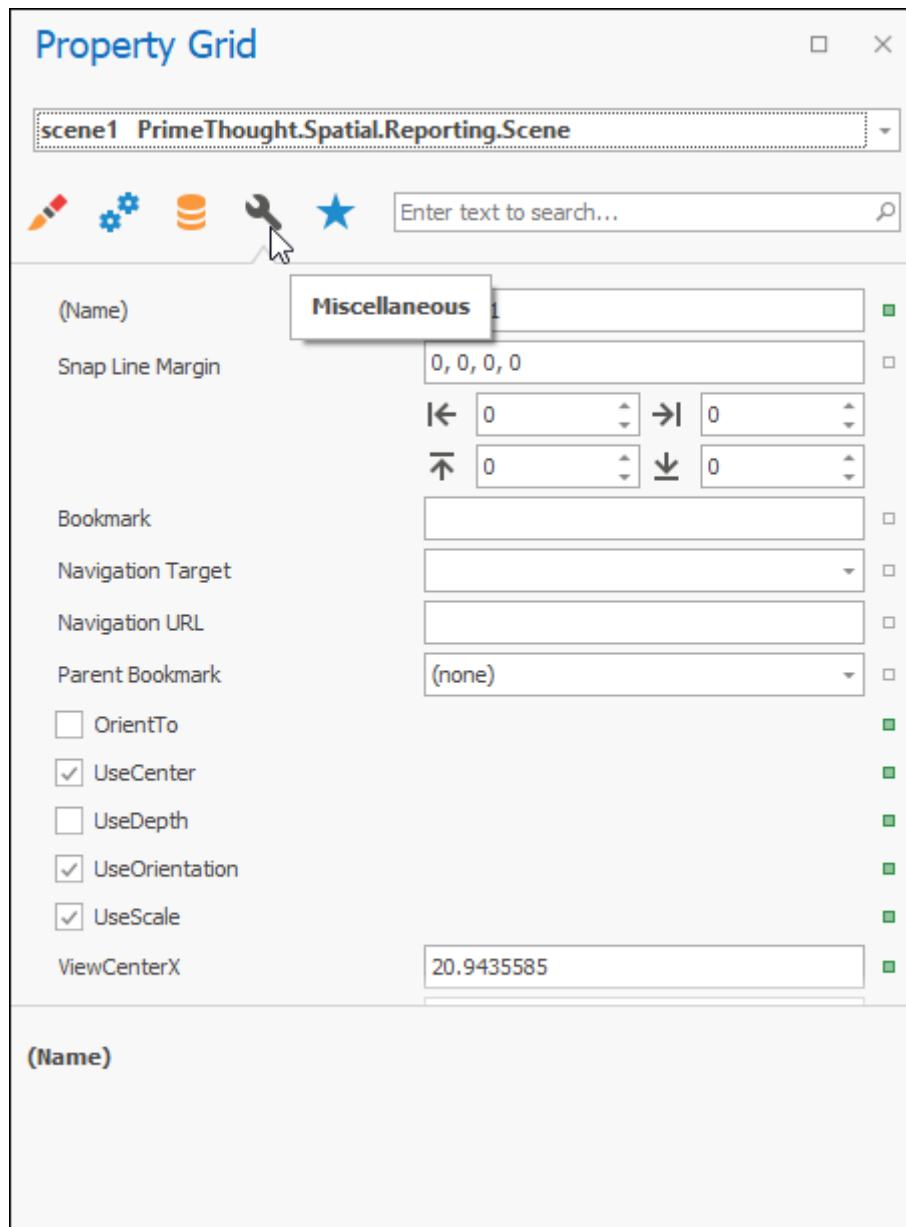 Property Grid
scene1 PrimeThought.Spatial.Reporting.Scene
Enter text to search...
Miscellaneous
(Name) 1
Snap Line Margin 0, 0, 0, 0
0 0
0 0
Bookmark
Navigation Target
Navigation URL
Parent Bookmark (none)
OrientTo
UseCenter
UseDepth
UseOrientation
UseScale
ViewCenterX 20.9435585
(Name)